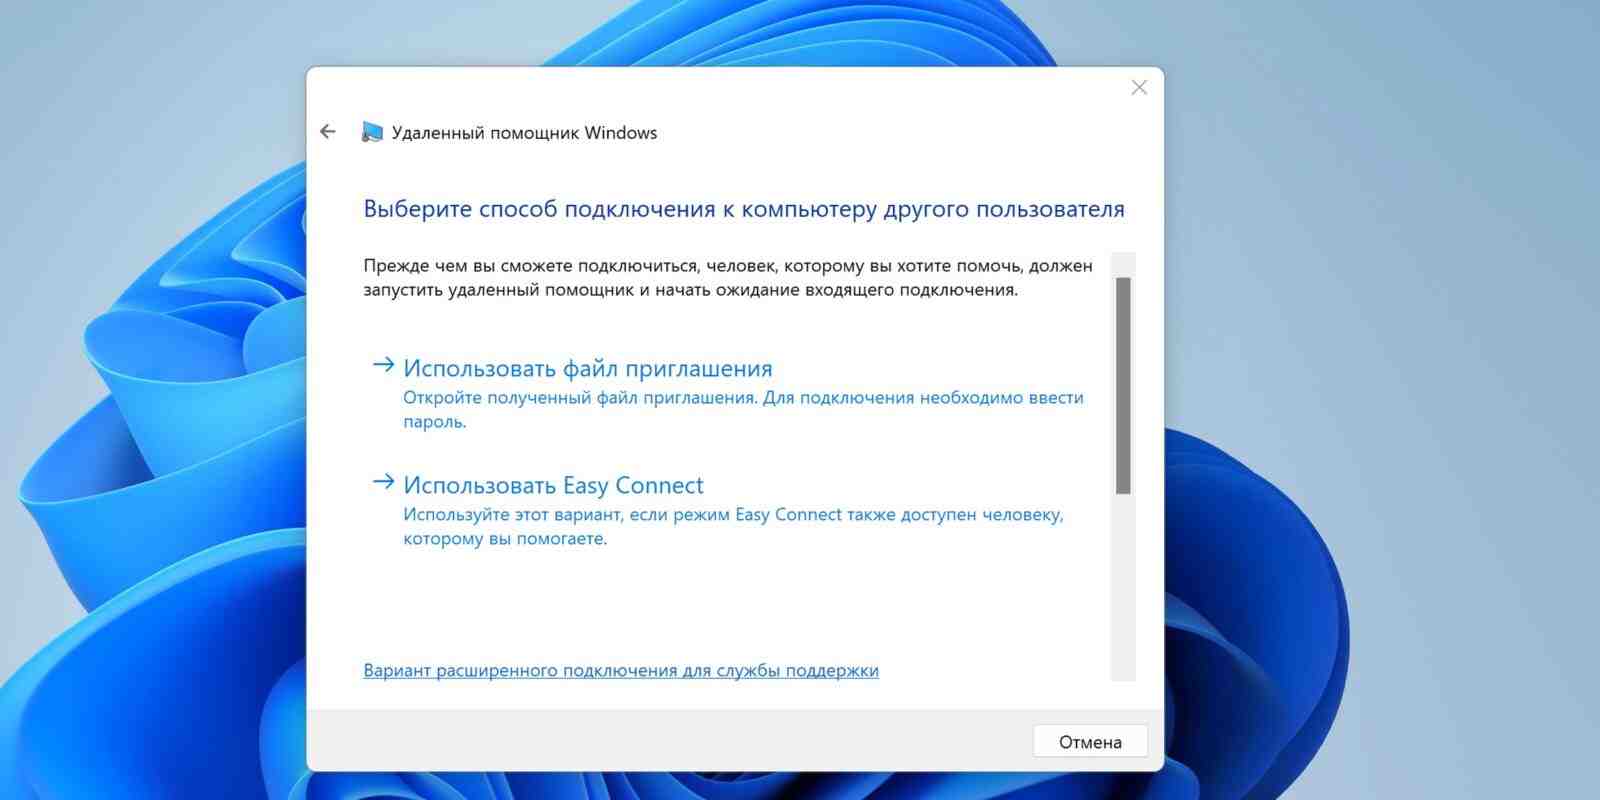 Удаленный помощник Windows
Выберите способ подключения к компьютеру другого пользователя
Прежде чем вы сможете подключиться, человек, которому вы хотите помочь, должен
запустить удаленный помощник и начать ожидание входящего подключения.
Использовать файл приглашения
Откройте полученный файл приглашения. Для подключения необходимо ввести
пароль.
Использовать Easy Connect
Используйте этот вариант, если режим Easy Connect также доступен человеку,
которому вы помогаете.
Вариант расширенного подключения для службы поддержки
Отмена